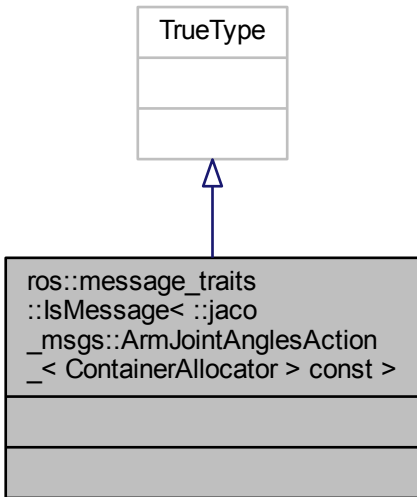 TrueType
ros::message_traits
::IsMessage< ::jaco
_msgs::ArmJointAnglesAction
_< ContainerAllocator > const >